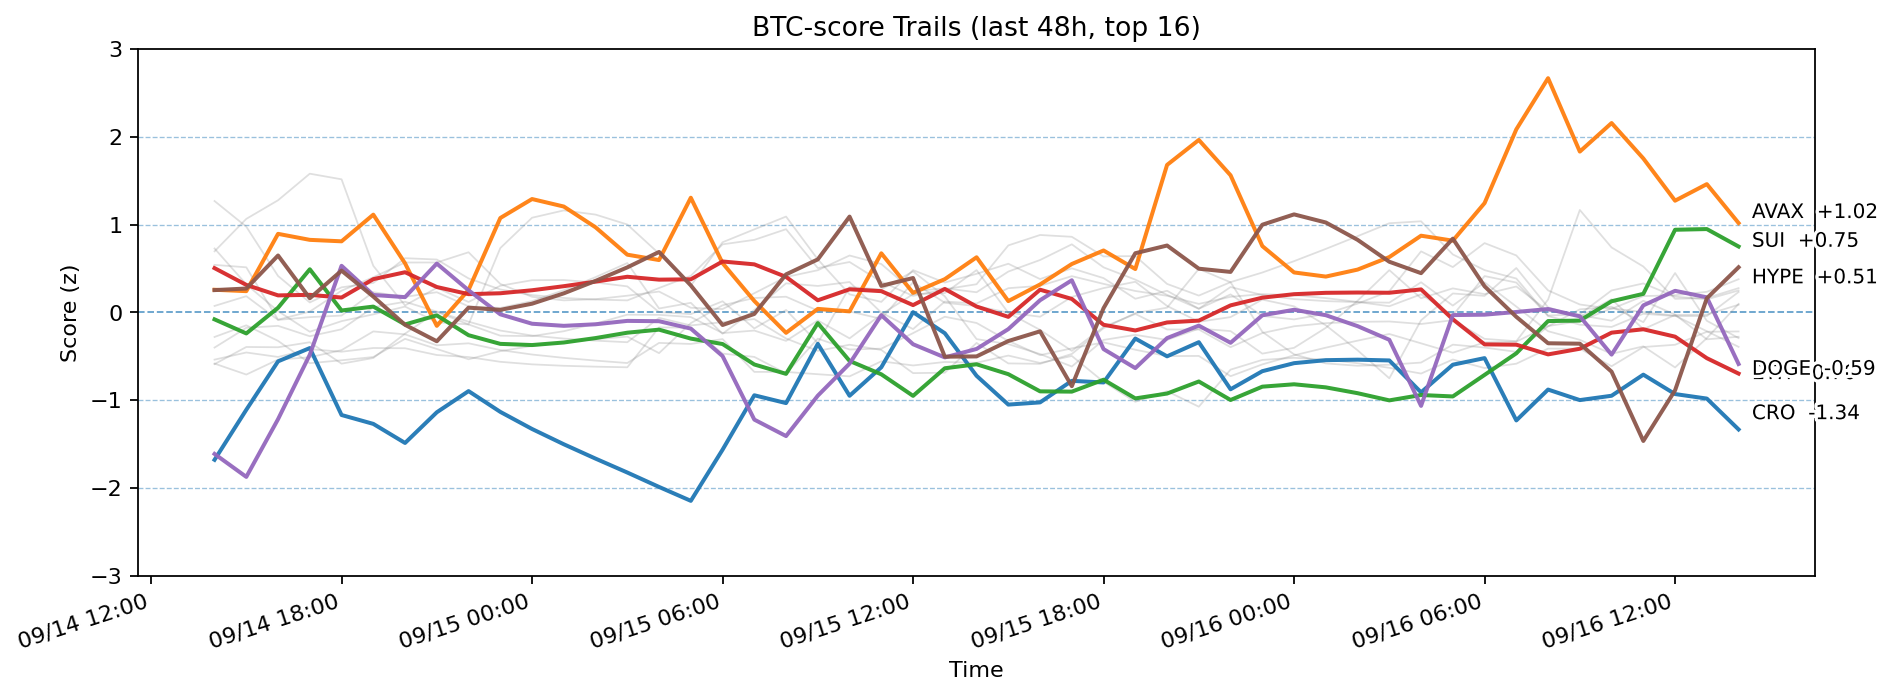 BTC-score Trails (last 48h, top 16)
Score (z)
3
2
1
0
−1
−2
−3
AVAX +1.02
SUI +0.75
HYPE +0.51
DOGE -0.59
CRO -1.34
09/14 12:00
09/14 18:00
09/15 00:00
09/15 06:00
09/15 12:00
09/15 18:00
09/16 00:00
09/16 06:00
09/16 12:00
Time